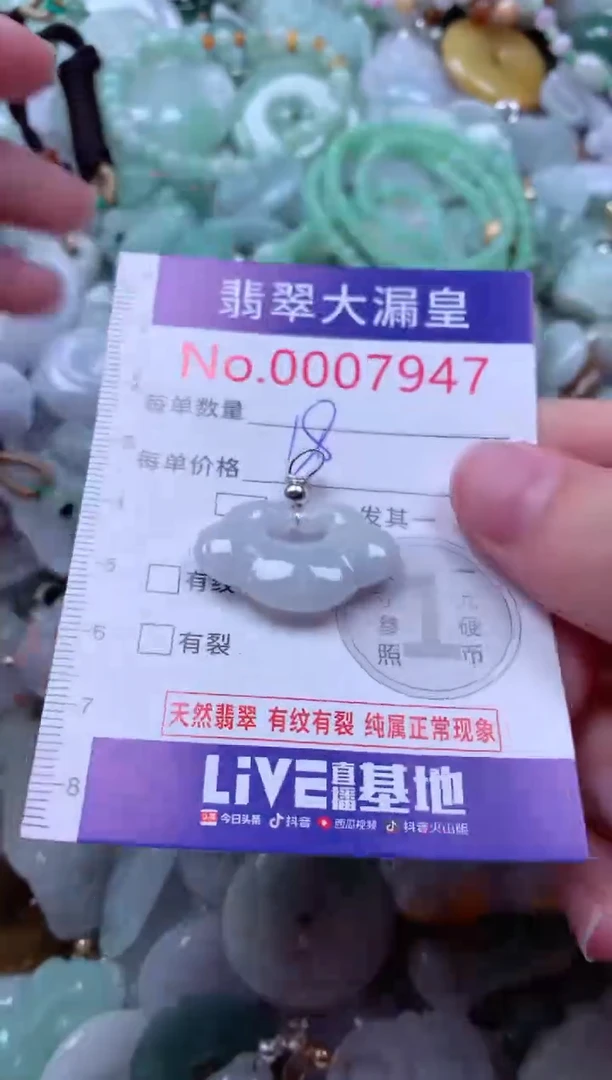 翡翠大漏皇
No.0007947
每单数量
18
每单价格
发其一
5
有纹
一元硬币
参照
1
6
有裂
7
天然翡翠 有纹有裂 纯属正常现象
8
LiVE直播基地
今日头条 抖音 西瓜视频 抖音火山版